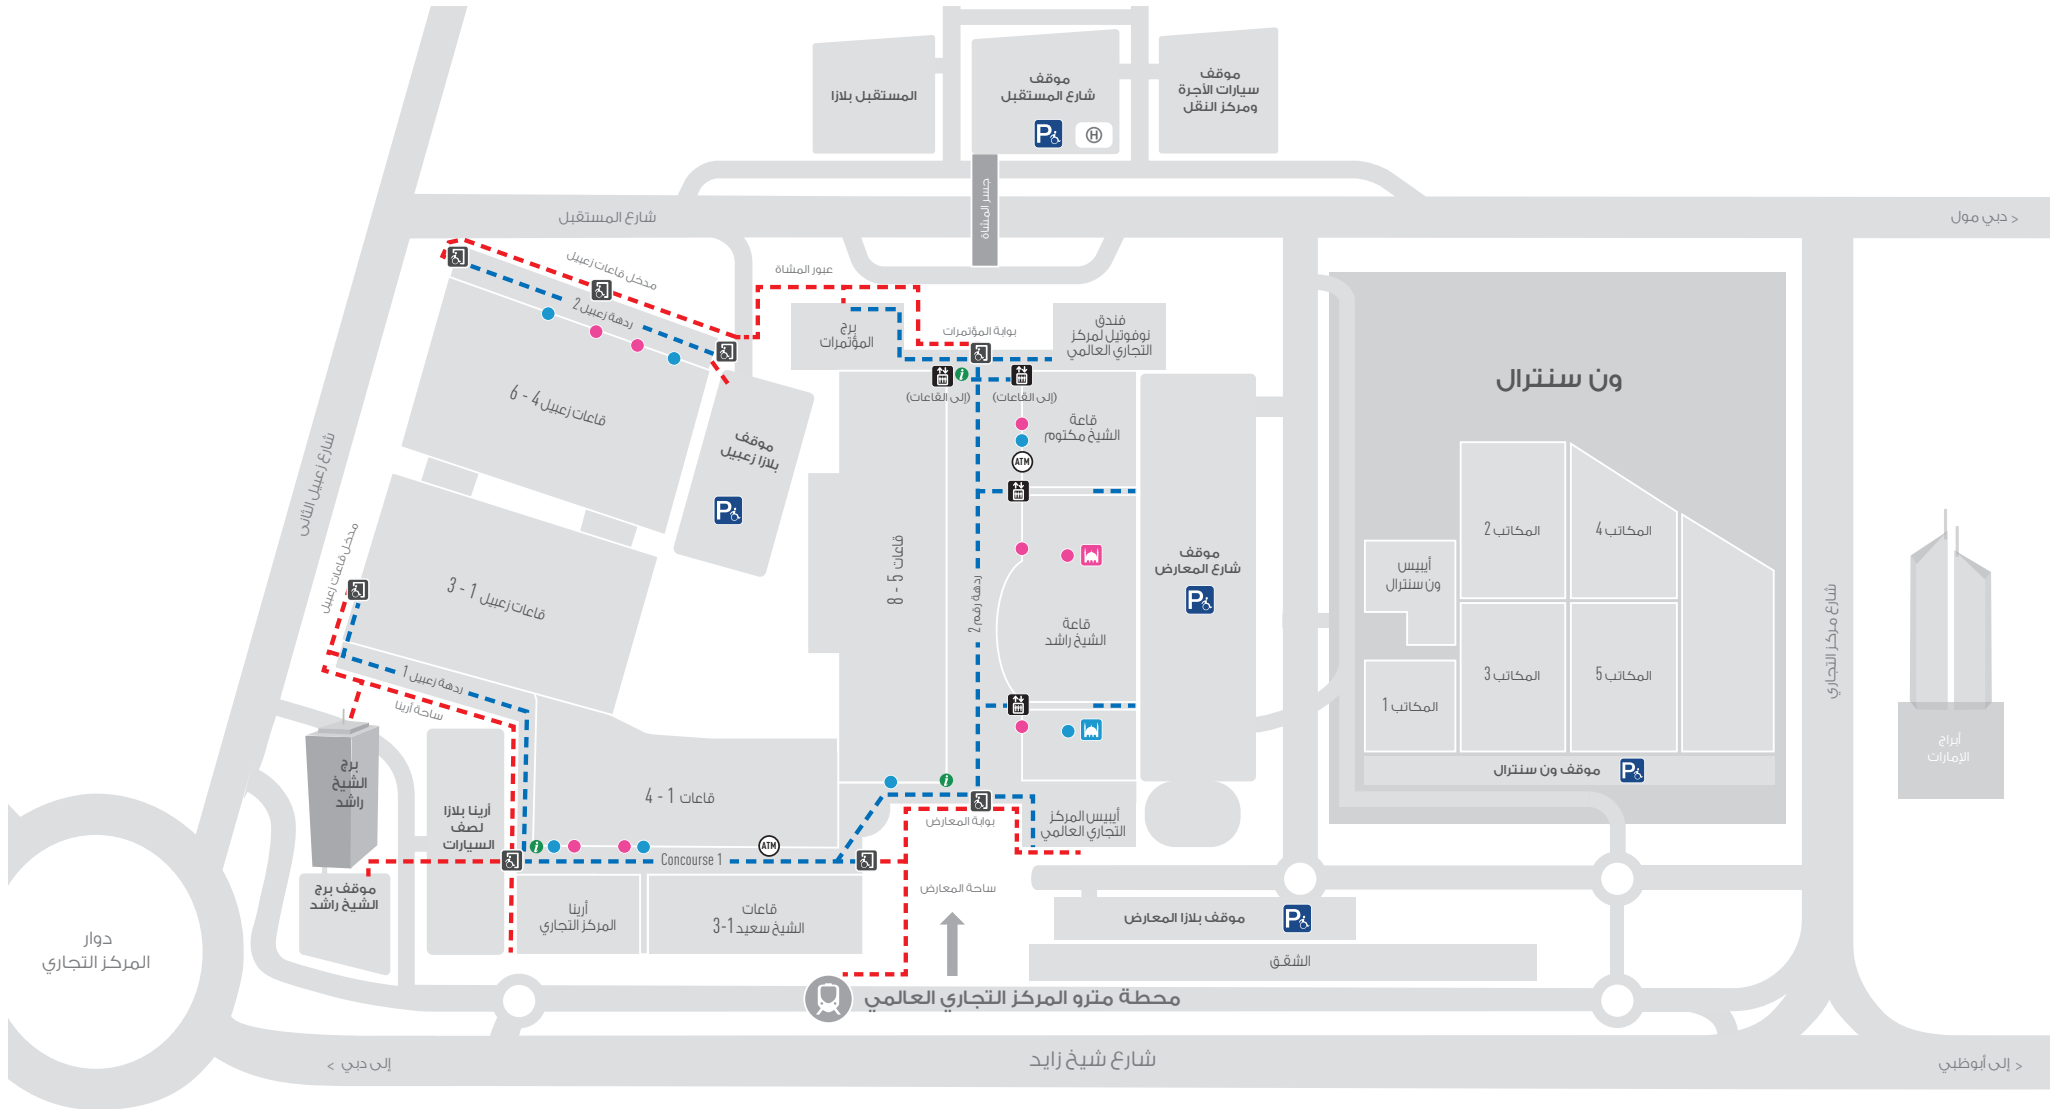 موقف
سيارات الأجرة
ومركز النقل
موقف
شارع المستقبل
P
H
المستقبل بلازا
جسر المشاة
شارع المستقبل
< دبي مول
مدخل قاعات زعبيل
ردهة زعبيل 2
عبور المشاة
برج
المؤتمرات
بوابة المؤتمرات
فندق
نوفوتيل لمركز
التجاري العالمي
i
(إلى القاعات)
(إلى القاعات)
قاعة
الشيخ مكتوم
ATM
قاعات زعبيل 4 - 6
موقف
بلازا زعبيل
P
شارع زعبيل الثاني
مدخل قاعات زعبيل
قاعات زعبيل 1 - 3
قاعات 5 - 8
ردهة رقم 2
قاعة
الشيخ راشد
موقف
شارع المعارض
P
ون سنترال
المكاتب 2
المكاتب 4
أيبيس
ون سنترال
المكاتب 3
المكاتب 5
المكاتب 1
موقف ون سنترال
P
شارع مركز التجاري
أبراج
الإمارات
ردهة زعبيل 1
ساحة أرينا
برج
الشيخ
راشد
أرينا بلازا
لصف
السيارات
قاعات 1 - 4
i
بوابة المعارض
أيبيس المركز
التجاري العالمي
i
ATM
Concourse 1
موقف برج
الشيخ راشد
أرينا
المركز التجاري
قاعات
الشيخ سعيد 1-3
ساحة المعارض
موقف بلازا المعارض
P
الشقق
دوار
المركز التجاري
محطة مترو المركز التجاري العالمي
شارع شيخ زايد
إلى دبي >
< إلى أبوظبي